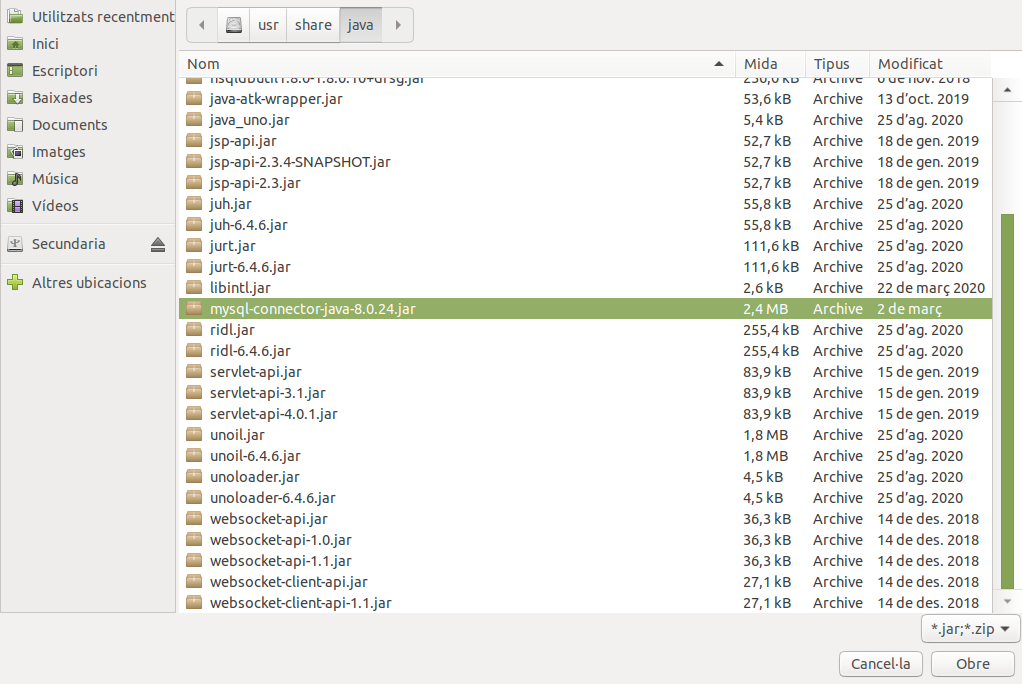 Utilitzats recentment
Inici
Escriptori
Baixades
Documents
Imatges
Música
Vídeos
Secundaria
Altres ubicacions
usr share java
Nom Mida Tipus Modificat
Archive 6 de nov. 2018
java-atk-wrapper.jar 53,6 kB Archive 13 d’oct. 2019
java_uno.jar 5,4 kB Archive 25 d’ag. 2020
jsp-api.jar 52,7 kB Archive 18 de gen. 2019
jsp-api-2.3.4-SNAPSHOT.jar 52,7 kB Archive 18 de gen. 2019
jsp-api-2.3.jar 52,7 kB Archive 18 de gen. 2019
juh.jar 55,8 kB Archive 25 d’ag. 2020
juh-6.4.6.jar 55,8 kB Archive 25 d’ag. 2020
jurt.jar 111,6 kB Archive 25 d’ag. 2020
jurt-6.4.6.jar 111,6 kB Archive 25 d’ag. 2020
libintl.jar 2,6 kB Archive 22 de març 2020
mysql-connector-java-8.0.24.jar 2,4 MB Archive 2 de març
ridl.jar 255,4 kB Archive 25 d’ag. 2020
ridl-6.4.6.jar 255,4 kB Archive 25 d’ag. 2020
servlet-api.jar 83,9 kB Archive 15 de gen. 2019
servlet-api-3.1.jar 83,9 kB Archive 15 de gen. 2019
servlet-api-4.0.1.jar 83,9 kB Archive 15 de gen. 2019
unoil.jar 1,8 MB Archive 25 d’ag. 2020
unoil-6.4.6.jar 1,8 MB Archive 25 d’ag. 2020
unoloader.jar 4,5 kB Archive 25 d’ag. 2020
unoloader-6.4.6.jar 4,5 kB Archive 25 d’ag. 2020
websocket-api.jar 36,3 kB Archive 14 de des. 2018
websocket-api-1.0.jar 36,3 kB Archive 14 de des. 2018
websocket-api-1.1.jar 36,3 kB Archive 14 de des. 2018
websocket-client-api.jar 27,1 kB Archive 14 de des. 2018
websocket-client-api-1.1.jar 27,1 kB Archive 14 de des. 2018
*.jar;*.zip
Cancel·la Obre